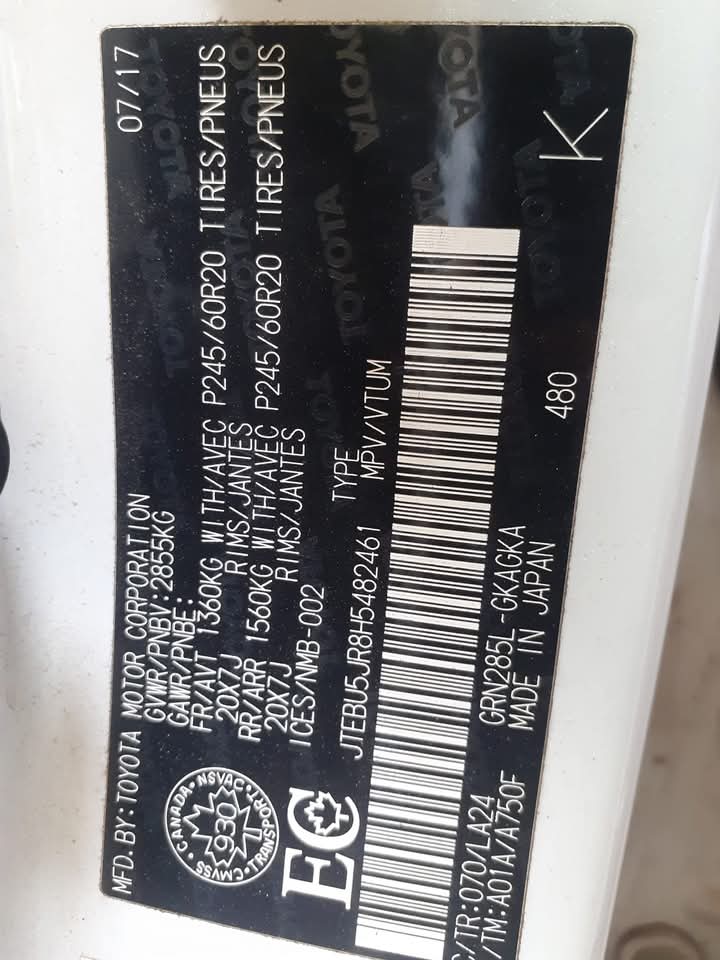 MFD. BY: TOYOTA MOTOR CORPORATION 07/17
GVWR/PNBV: 2855KG
GAWR/PNBE:
FR/AVT 1360KG WITH/AVEC P245/60R20 TIRES/PNEUS
20X7J RIMS/JANTES
RR/ARR 1560KG WITH/AVEC P245/60R20 TIRES/PNEUS
20X7J RIMS/JANTES
ICES/NMB-002
CANADA • NSVAC • TRANSPORT • CMVSS •
930
EC
JTEBU5JR8H5482461 TYPE MPV/VTUM
C/TR: 070/LA24 GRN285L-GKAGKA 480 K
/TM: A01A/A750F MADE IN JAPAN